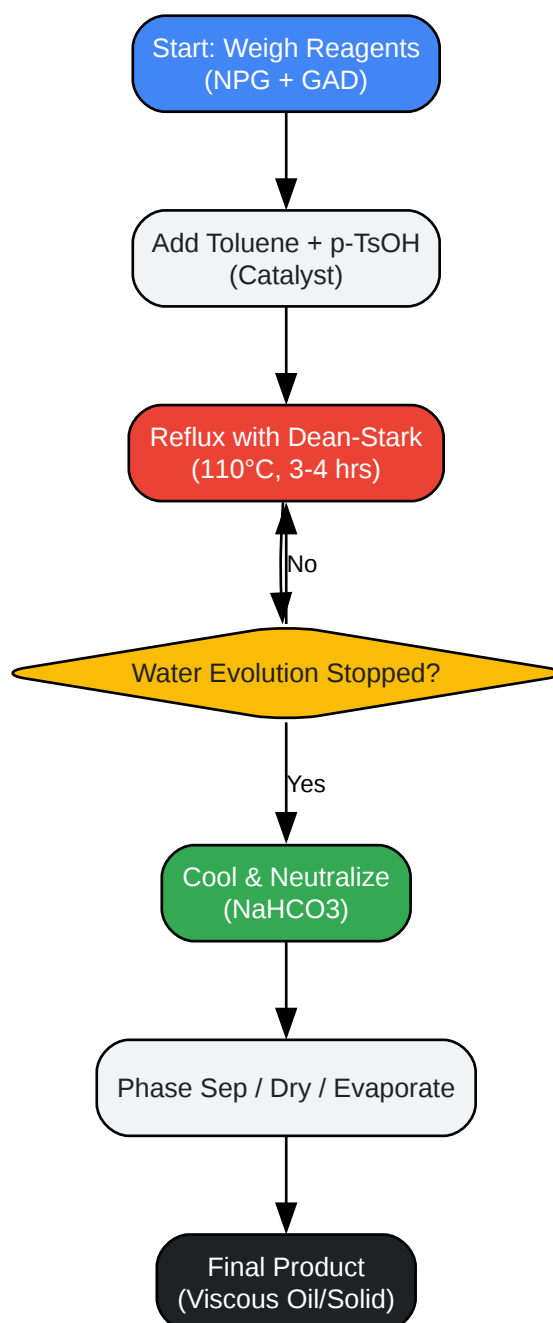 Start: Weigh Reagents
(NPG + GAD)
Add Toluene + p-TsOH
(Catalyst)
Reflux with Dean-Stark
(110°C, 3-4 hrs)
No
Water Evolution Stopped?
Yes
Cool & Neutralize
(NaHCO3)
Phase Sep / Dry / Evaporate
Final Product
(Viscous Oil/Solid)